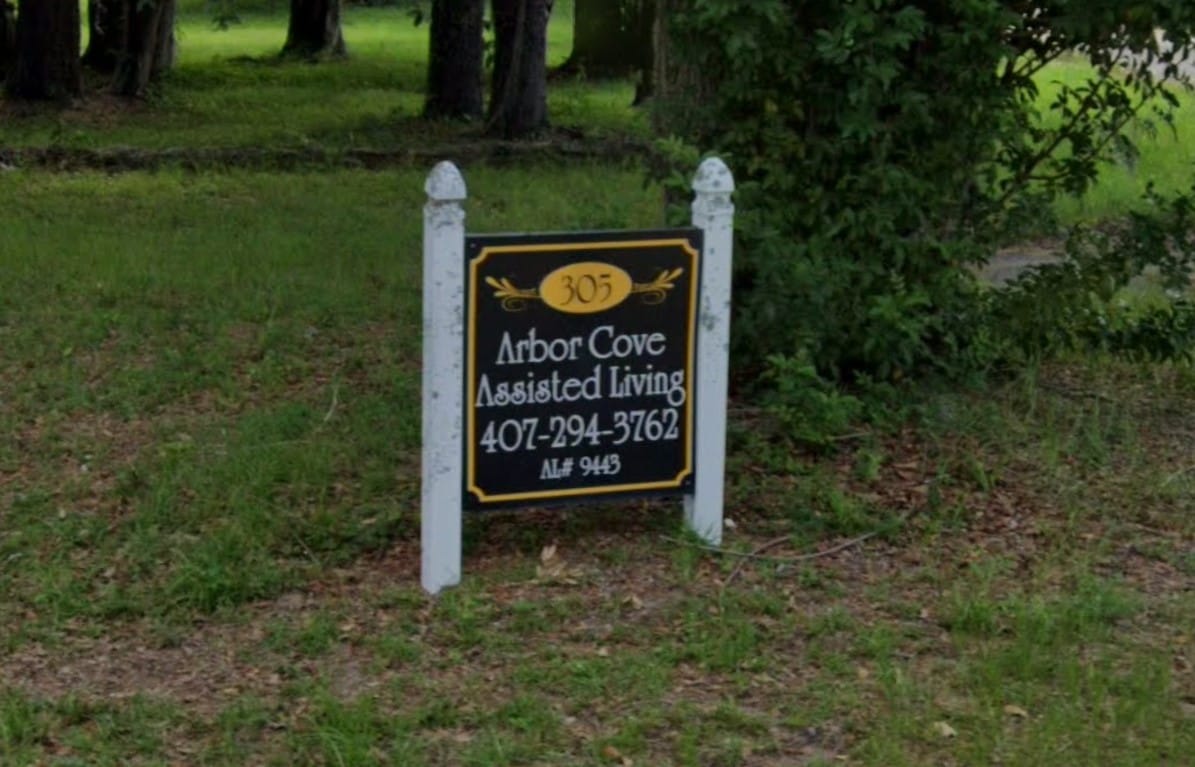 305
Arbor Cove
Assisted Living
407-294-3762
AL# 9443